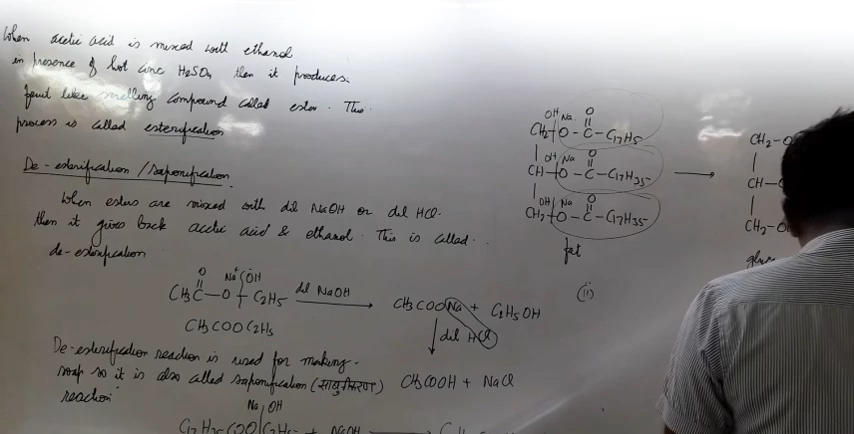 When acetic acid is mixed with ethanol
in presence of hot conc H₂SO₄ then it produces
fruit like smelling compound called ester. This
process is called esterification
De-esterification / Saponification
When esters are mixed with dil NaOH or dil HCl.
then it gives back acetic acid & ethanol. This is called
de-esterification
O Na⁺ OH
CH₃C—O—C₂H₅ dil NaOH → CH₃COONa + C₂H₅OH
CH₃COOC₂H₅
↓ dil HCl
CH₃COOH + NaCl
De-esterification reaction is used for making
soap so it is also called saponification (साबुनीकरण)
reaction
Na OH
C₁₇H₃₅COO C₂H₅ + NaOH →
OH Na O
CH₂—O—C—C₁₇H₅
OH Na O
CH—O—C—C₁₇H₃₅
OH Na O
CH₂—O—C—C₁₇H₃₅
fat
(ii)
→
CH₂—O
CH—
CH₂—O